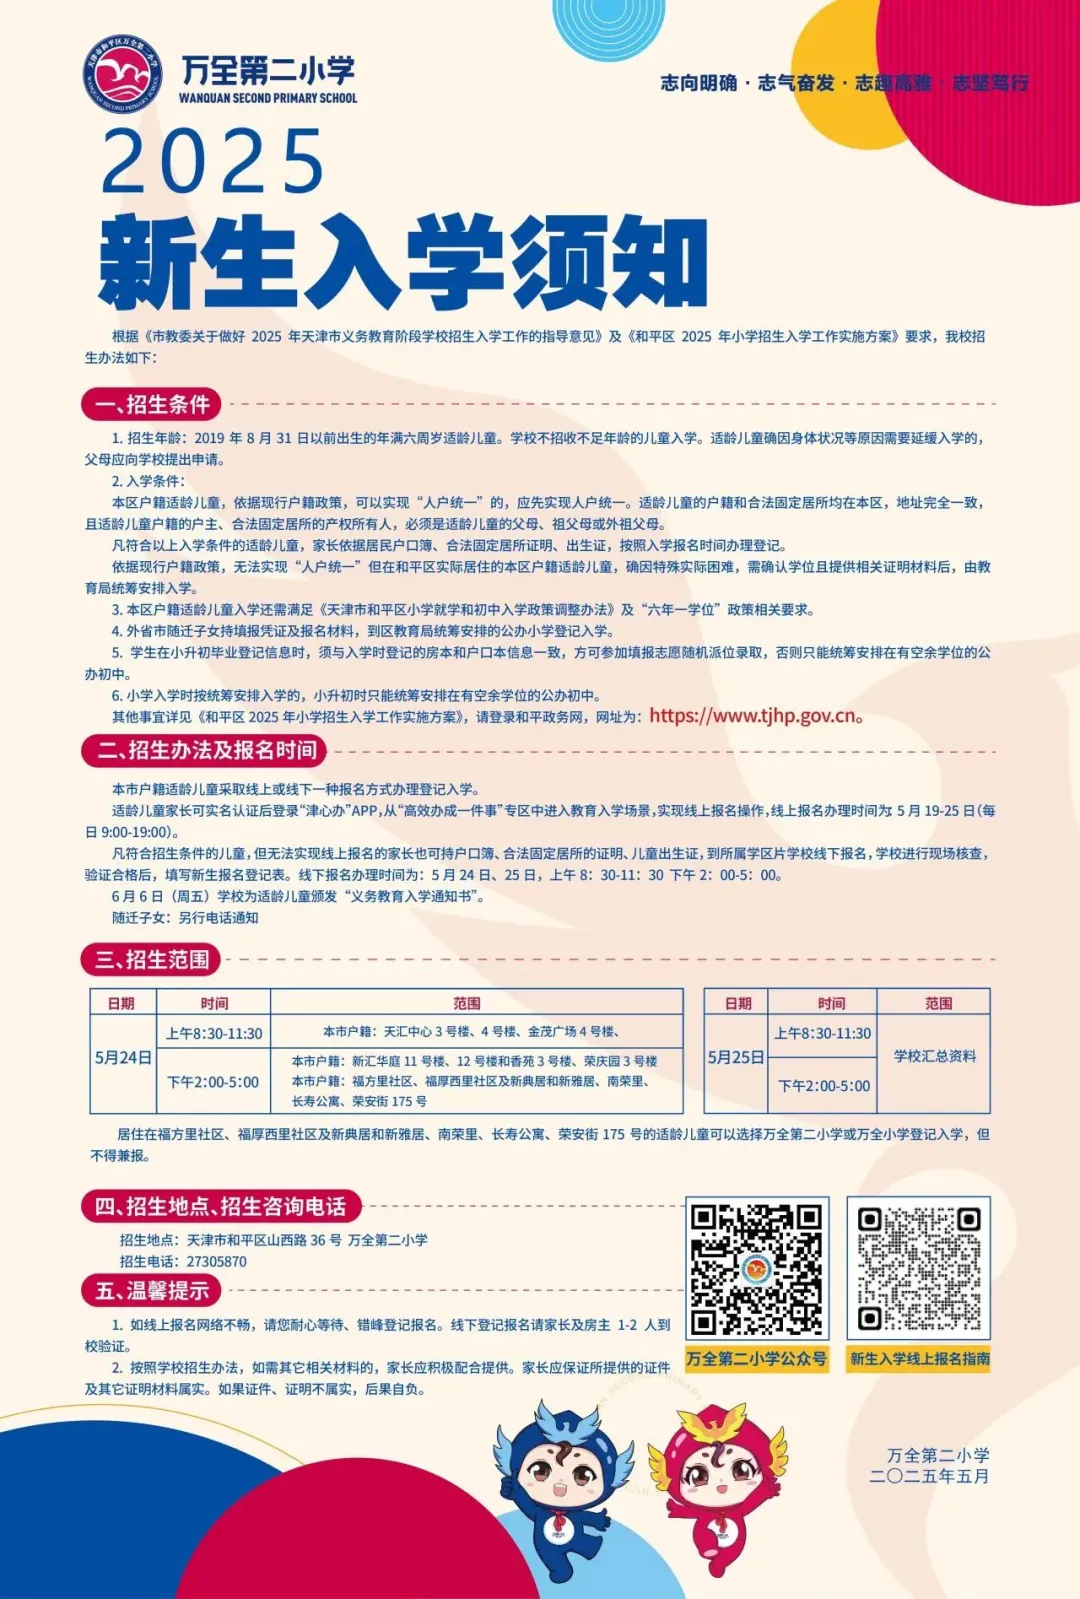 万全第二小学
WANQUAN SECOND PRIMARY SCHOOL
志向明确·志气奋发·志趣高雅·志坚笃行
2025
新生入学须知
根据《市教委关于做好 2025 年天津市义务教育阶段学校招生入学工作的指导意见》及《和平区 2025 年小学招生入学工作实施方案》要求，我校招
生办法如下：
一、招生条件
1. 招生年龄：2019 年 8 月 31 日以前出生的年满六周岁适龄儿童。学校不招收不足年龄的儿童入学。适龄儿童确因身体状况等原因需要延缓入学的，
父母应向学校提出申请。
2. 入学条件：
本区户籍适龄儿童，依据现行户籍政策，可以实现“人户统一”的，应先实现人户统一。适龄儿童的户籍和合法固定居所均在本区，地址完全一致，
且适龄儿童户籍的户主、合法固定居所的产权所有人，必须是适龄儿童的父母、祖父母或外祖父母。
凡符合以上入学条件的适龄儿童，家长依据居民户口簿、合法固定居所证明、出生证，按照入学报名时间办理登记。
依据现行户籍政策，无法实现“人户统一”但在和平区实际居住的本区户籍适龄儿童，确因特殊实际困难，需确认学位且提供相关证明材料后，由教
育局统筹安排入学。
3. 本区户籍适龄儿童入学还需满足《天津市和平区小学就学和初中入学政策调整办法》及“六年一学位”政策相关要求。
4. 外省市随迁子女持填报凭证及报名材料，到区教育局统筹安排的公办小学登记入学。
5. 学生在小升初毕业登记信息时，须与入学时登记的房本和户口本信息一致，方可参加填报志愿随机派位录取，否则只能统筹安排在有空余学位的公
办初中。
6. 小学入学时按统筹安排入学的，小升初时只能统筹安排在有空余学位的公办初中。
其他事宜详见《和平区 2025 年小学招生入学工作实施方案》，请登录和平政务网，网址为：https://www.tjhp.gov.cn。
二、招生办法及报名时间
本市户籍适龄儿童采取线上或线下一种报名方式办理登记入学。
适龄儿童家长可实名认证后登录“津心办”APP，从“高效办成一件事”专区中进入教育入学场景，实现线上报名操作，线上报名办理时间为：5 月 19-25 日（每
日 9:00-19:00）。
凡符合招生条件的儿童，但无法实现线上报名的家长也可持户口簿、合法固定居所的证明、儿童出生证，到所属学区片学校线下报名，学校进行现场核查，
验证合格后，填写新生报名登记表。线下报名办理时间为：5 月 24 日、25 日，上午 8：30-11：30 下午 2：00-5：00。
6 月 6 日（周五）学校为适龄儿童颁发“义务教育入学通知书”。
随迁子女：另行电话通知
三、招生范围
日期 时间 范围
5月24日 上午8:30-11:30 本市户籍：天汇中心 3 号楼、4 号楼、金茂广场 4 号楼、
下午2:00-5:00 本市户籍：新汇华庭 11 号楼、12 号楼和香苑 3 号楼、荣庆园 3 号楼
本市户籍：福方里社区、福厚西里社区及新典居和新雅居、南荣里、
长寿公寓、荣安街 175 号
日期 时间 范围
5月25日 上午8:30-11:30 学校汇总资料
下午2:00-5:00
居住在福方里社区、福厚西里社区及新典居和新雅居、南荣里、长寿公寓、荣安街 175 号的适龄儿童可以选择万全第二小学或万全小学登记入学，但
不得兼报。
四、招生地点、招生咨询电话
招生地点：天津市和平区山西路 36 号 万全第二小学
招生电话：27305870
五、温馨提示
1. 如线上报名网络不畅，请您耐心等待、错峰登记报名。线下登记报名请家长及房主 1-2 人到
校验证。
2. 按照学校招生办法，如需其它相关材料的，家长应积极配合提供。家长应保证所提供的证件
及其它证明材料属实。如果证件、证明不属实，后果自负。
万全第二小学公众号
新生入学线上报名指南
万全第二小学
二〇二五年五月